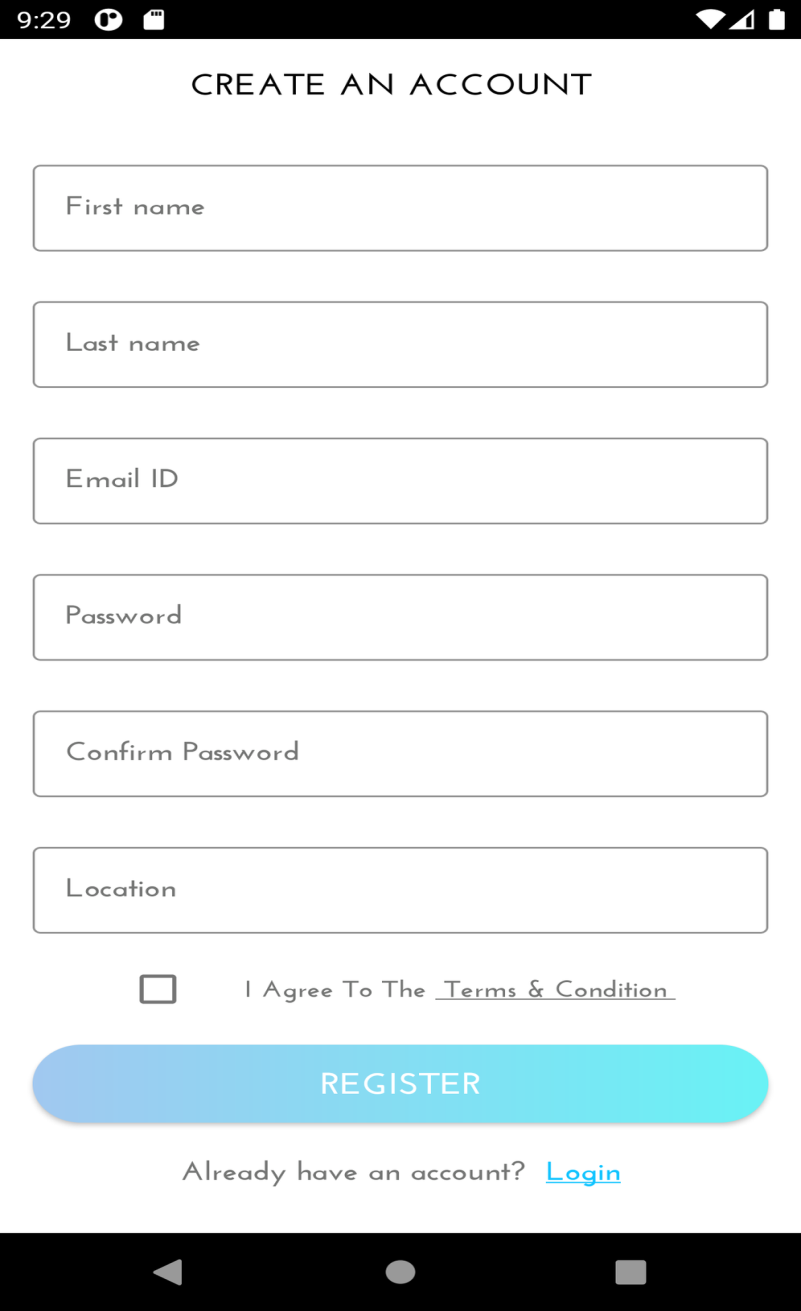 9:29
CREATE AN ACCOUNT
First name
Last name
Email ID
Password
Confirm Password
Location
I Agree To The Terms & Condition
REGISTER
Already have an account? Login